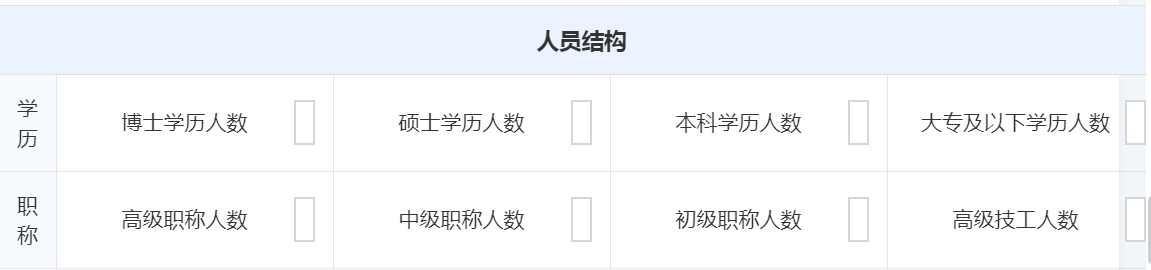 人员结构
学历 博士学历人数 硕士学历人数 本科学历人数 大专及以下学历人数
职称 高级职称人数 中级职称人数 初级职称人数 高级技工人数